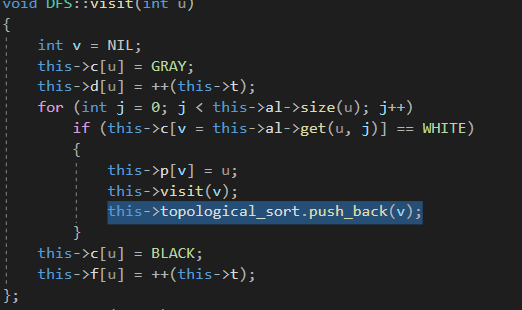 void DFS::visit(int u)
{
    int v = NIL;
    this->c[u] = GRAY;
    this->d[u] = ++(this->t);
    for (int j = 0; j < this->al->size(u); j++)
        if (this->c[v = this->al->get(u, j)] == WHITE)
        {
            this->p[v] = u;
            this->visit(v);
            this->topological_sort.push_back(v);
        }
    this->c[u] = BLACK;
    this->f[u] = ++(this->t);
};